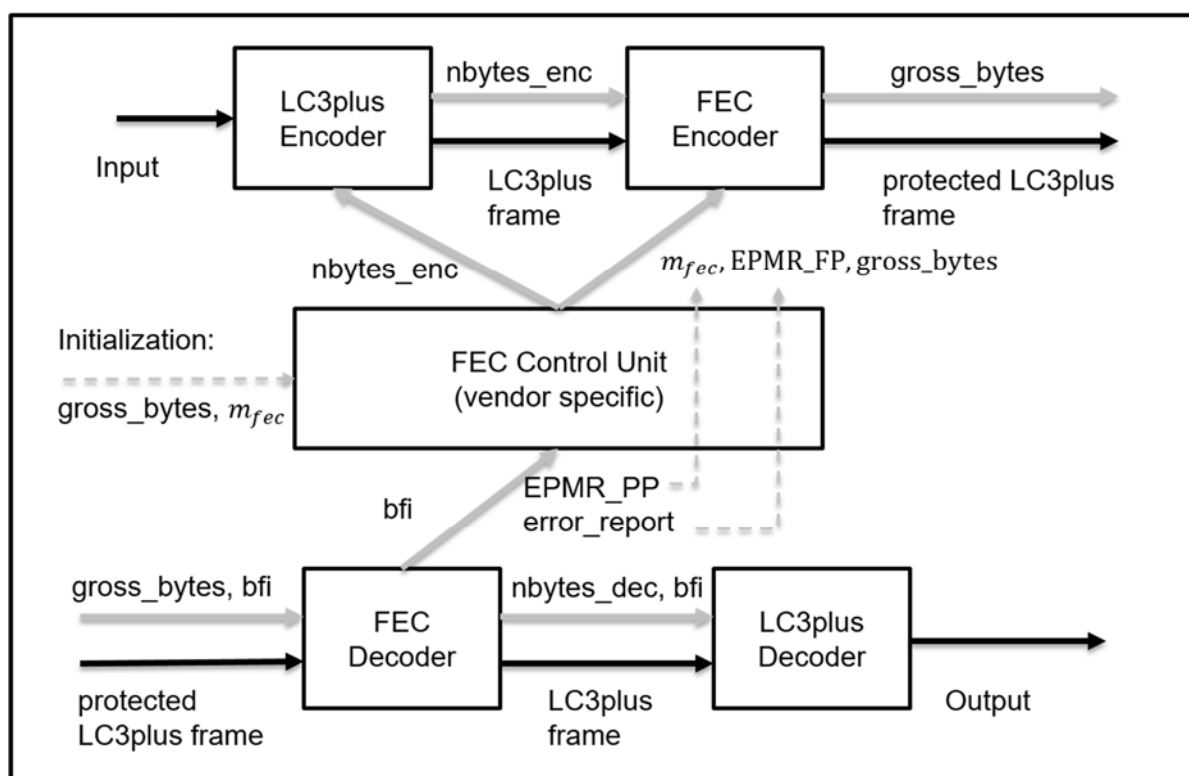 nbytes_enc
gross_bytes
LC3plus
Encoder
FEC
Encoder
Input
LC3plus
frame
protected LC3plus
frame
nbytes_enc
m_fec, EPMR_FP, gross_bytes
Initialization:
gross_bytes, m_fec
FEC Control Unit
(vendor specific)
bfi
EPMR_PP
error_report
gross_bytes, bfi
nbytes_dec, bfi
FEC
Decoder
LC3plus
Decoder
protected
LC3plus frame
LC3plus
frame
Output